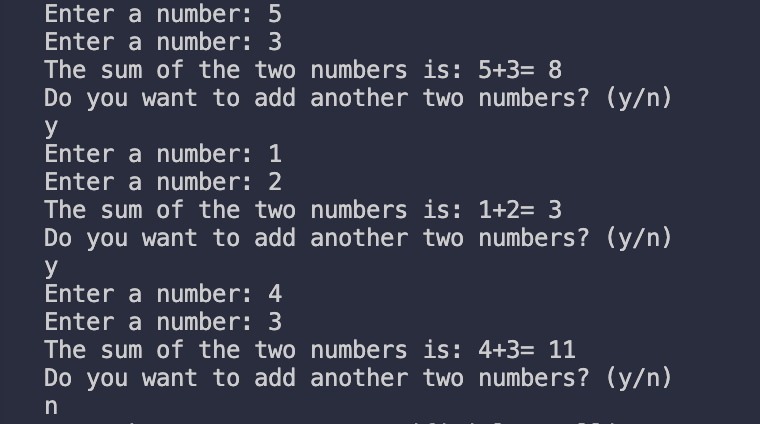 Enter a number: 5
Enter a number: 3
The sum of the two numbers is: 5+3= 8
Do you want to add another two numbers? (y/n)
y
Enter a number: 1
Enter a number: 2
The sum of the two numbers is: 1+2= 3
Do you want to add another two numbers? (y/n)
y
Enter a number: 4
Enter a number: 3
The sum of the two numbers is: 4+3= 11
Do you want to add another two numbers? (y/n)
n